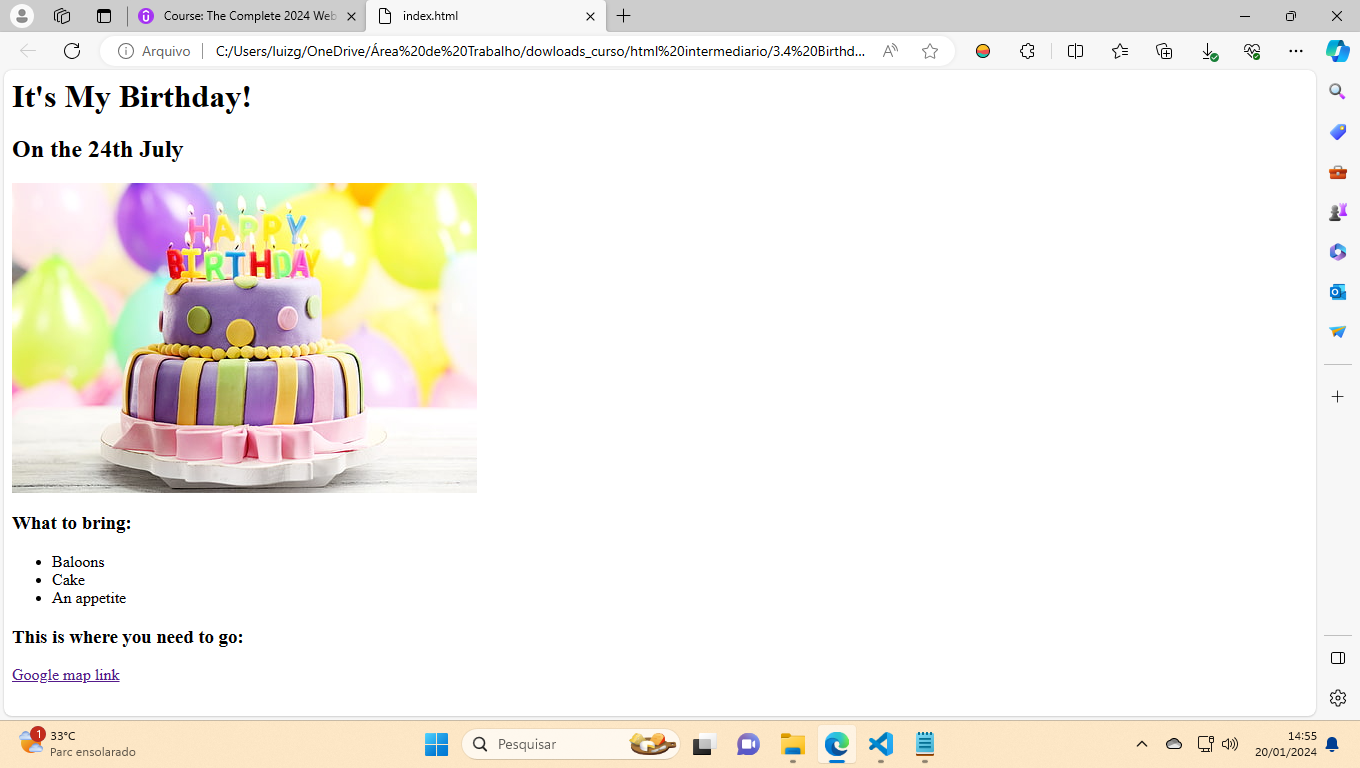 Course: The Complete 2024 Web
index.html
Arquivo
C:/Users/luizg/OneDrive/Área%20de%20Trabalho/dowloads_curso/html%20intermediario/3.4%20Birthd...
It's My Birthday!
On the 24th July
HAPPY
BIRTHDAY
What to bring:
Baloons
Cake
An appetite
This is where you need to go:
Google map link
1
33°C
Parc ensolarado
Pesquisar
14:55
20/01/2024